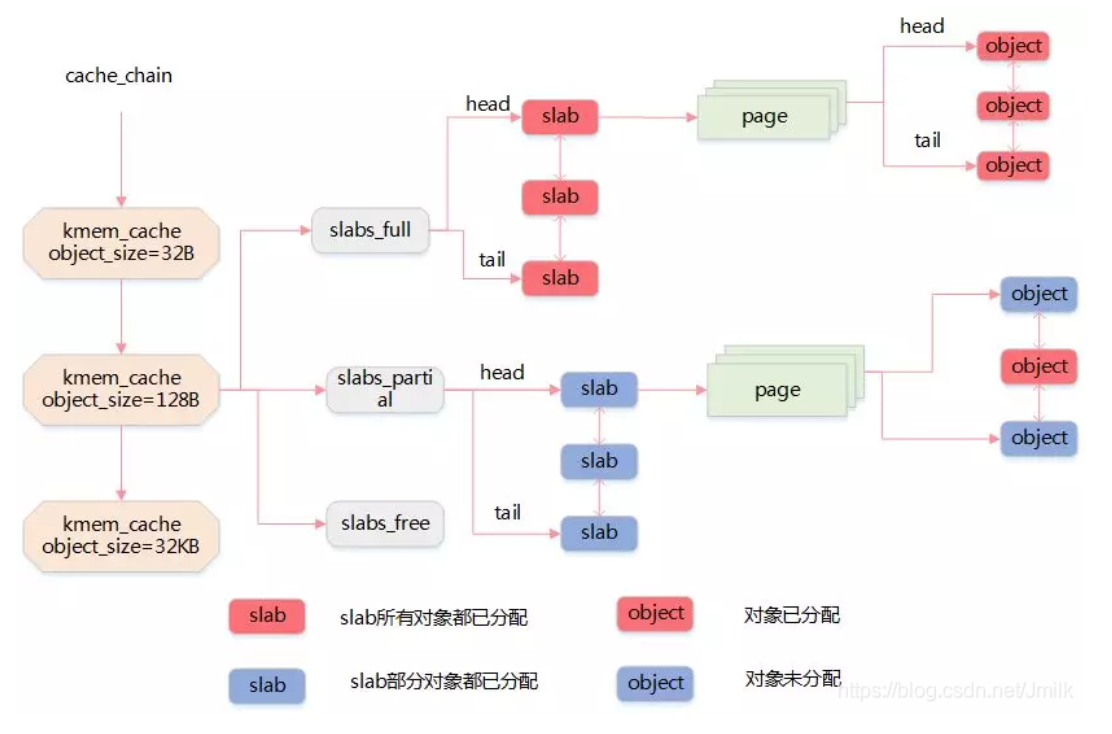 cache_chain
kmem_cache
object_size=32B
kmem_cache
object_size=128B
kmem_cache
object_size=32KB
slabs_full
slabs_parti
al
slabs_free
head
slab
slab
tail
slab
page
head
object
object
tail
object
head
slab
slab
tail
slab
page
object
object
object
slab
slab所有对象都已分配
object
对象已分配
slab
slab部分对象都已分配
object
对象未分配
https://blog.csdn.net/Jmilk